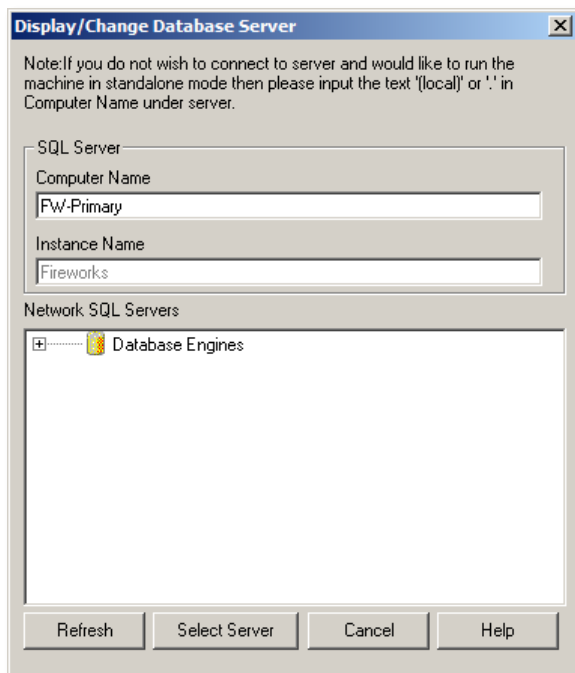 Display/Change Database Server
Note:If you do not wish to connect to server and would like to run the
machine in standalone mode then please input the text '(local)' or '.' in
Computer Name under server.
SQL Server
Computer Name
FW-Primary
Instance Name
Fireworks
Network SQL Servers
Database Engines
Refresh Select Server Cancel Help